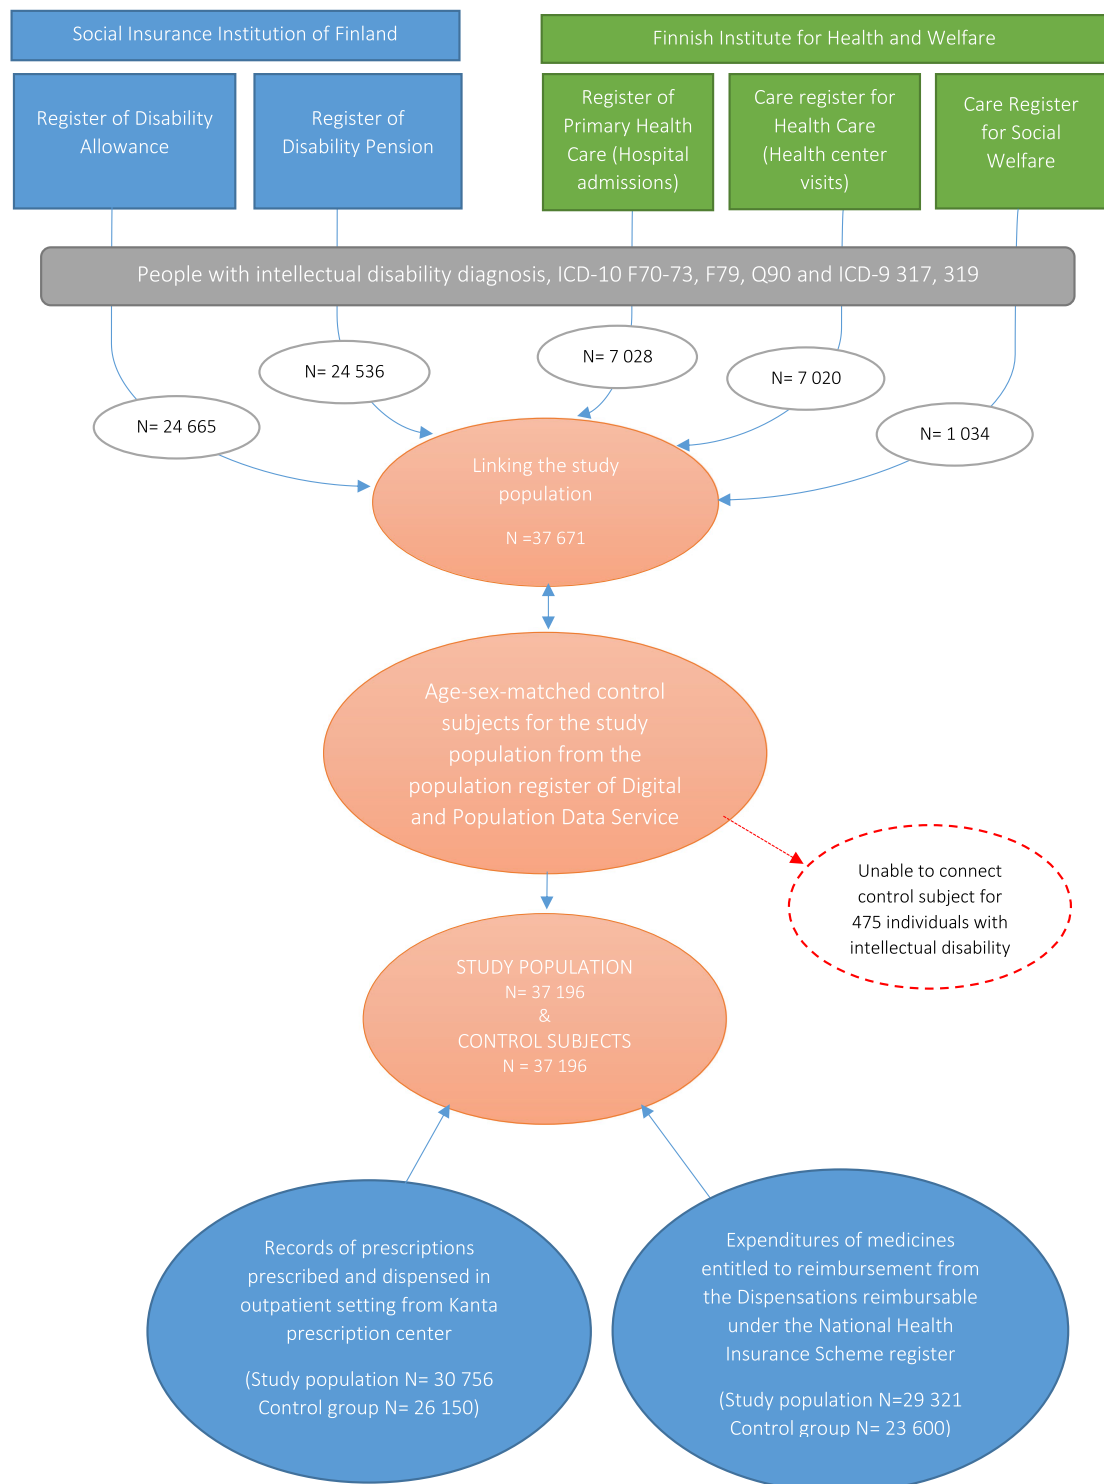 Social Insurance Institution of Finland
Finnish Institute for Health and Welfare
Register of Disability
Allowance
Register of
Disability Pension
Register of
Primary Health
Care (Hospital
admissions)
Care register for
Health Care
(Health center
visits)
Care Register
for Social
Welfare
People with intellectual disability diagnosis, ICD-10 F70-73, F79, Q90 and ICD-9 317, 319
N= 24 665
N= 24 536
N= 7 028
N= 7 020
N= 1 034
Linking the study
population
N =37 671
Age-sex-matched control
subjects for the study
population from the
population register of Digital
and Population Data Service
Unable to connect
control subject for
475 individuals with
intellectual disability
STUDY POPULATION
N= 37 196
&
CONTROL SUBJECTS
N = 37 196
Records of prescriptions
prescribed and dispensed in
outpatient setting from Kanta
prescription center
(Study population N= 30 756
Control group N= 26 150)
Expenditures of medicines
entitled to reimbursement from
the Dispensations reimbursable
under the National Health
Insurance Scheme register
(Study population N=29 321
Control group N= 23 600)